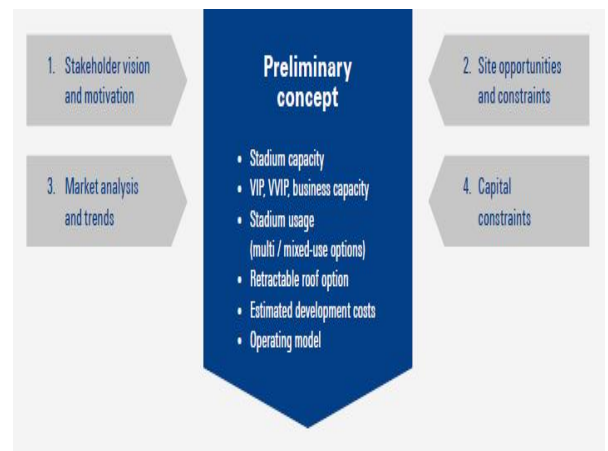 1. Stakeholder vision
and motivation
Preliminary
concept
2. Site opportunities
and constraints
3. Market analysis
and trends
4. Capital
constraints
• Stadium capacity
• VIP, VVIP, business capacity
• Stadium usage
(multi / mixed-use options)
• Retractable roof option
• Estimated development costs
• Operating model